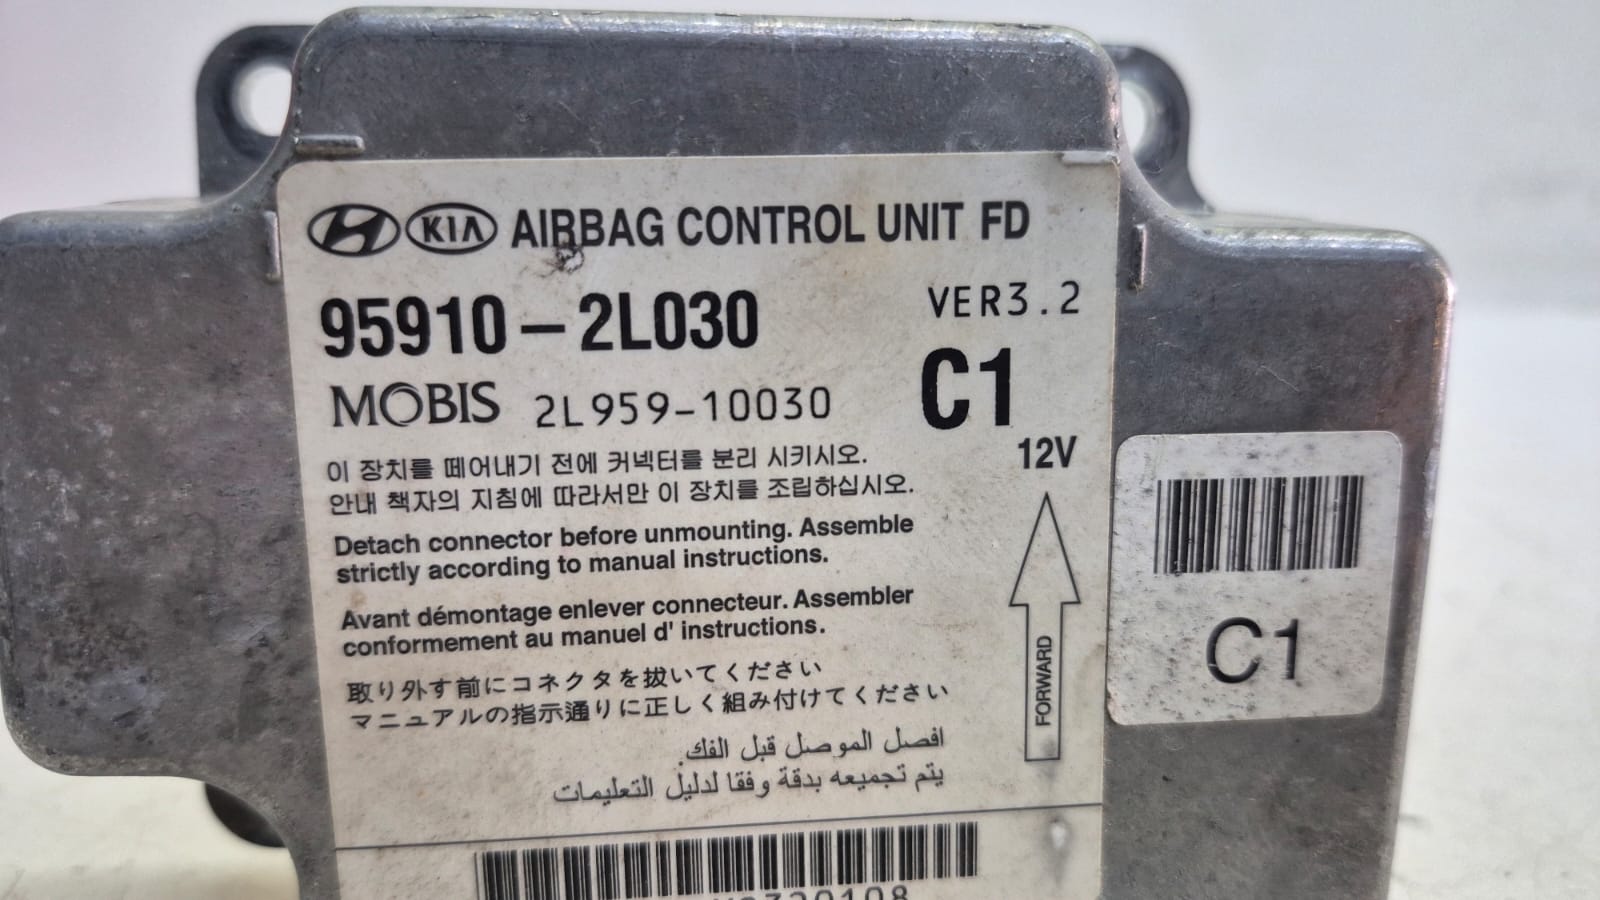 KIA AIRBAG CONTROL UNIT FD
95910-2L030 VER3.2
MOBIS 2L959-10030 C1
12V
이 장치를 떼어내기 전에 커넥터를 분리 시키시오.
안내 책자의 지침에 따라서만 이 장치를 조립하십시오.
Detach connector before unmounting. Assemble
strictly according to manual instructions.
Avant démontage enlever connecteur. Assembler
conformement au manuel d' instructions.
取り外す前にコネクタを抜いてください
マニュアルの指示通りに正しく組み付けてください
افصل الموصل قبل الفك.
يتم تجميعه بدقة وفقا لدليل التعليمات
FORWARD
C1